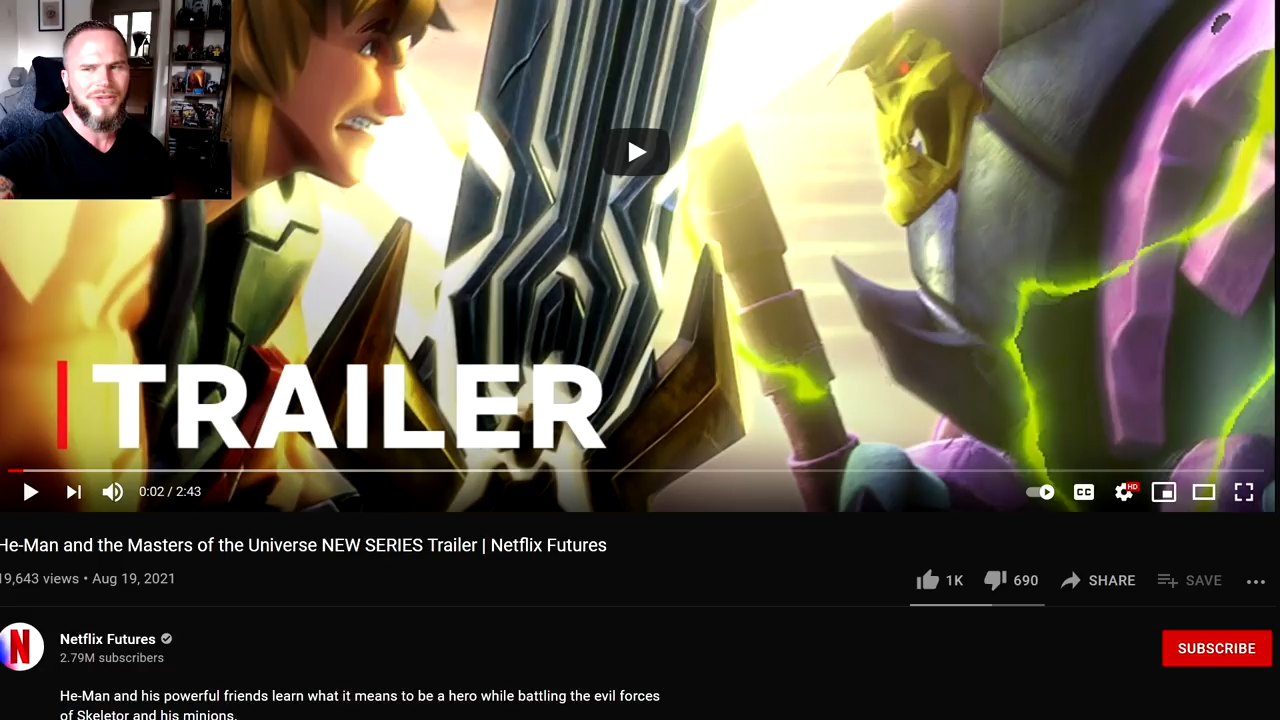 TRAILER
0:02 / 2:43
CC
HD
He-Man and the Masters of the Universe NEW SERIES Trailer | Netflix Futures
19,643 views • Aug 19, 2021
1K
690
SHARE
SAVE
N
Netflix Futures
2.79M subscribers
SUBSCRIBE
He-Man and his powerful friends learn what it means to be a hero while battling the evil forces
of Skeletor and his minions.